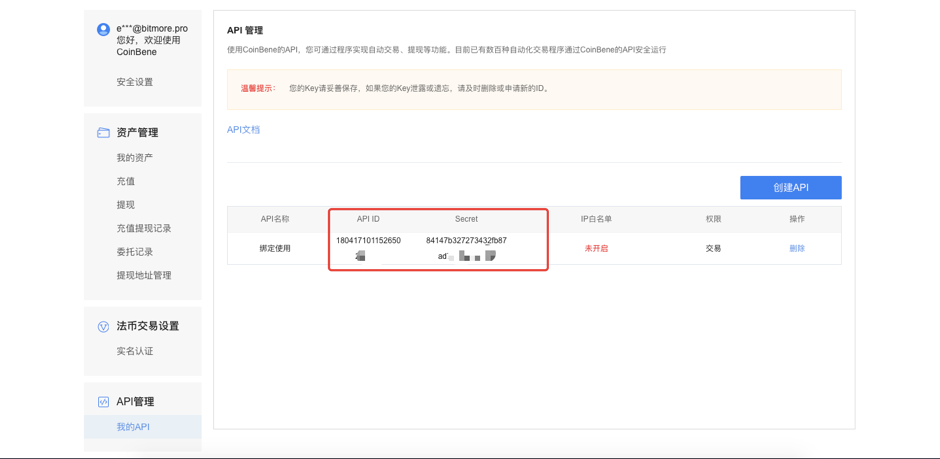 e***@bitmore.pro
您好，欢迎使用
CoinBene
安全设置
资产管理
我的资产
充值
提现
充值提现记录
委托记录
提现地址管理
法币交易设置
实名认证
API管理
我的API
API 管理
使用CoinBene的API，您可通过程序实现自动交易、提现等功能。目前已有数百种自动化交易程序通过CoinBene的API安全运行
温馨提示： 您的Key请妥善保存，如果您的Key泄露或遗忘，请及时删除或申请新的ID。
API文档
创建API
API名称 API ID Secret IP白名单 权限 操作
绑定使用 180417101152650 84147b327273432fb87 未开启 交易 删除
ad